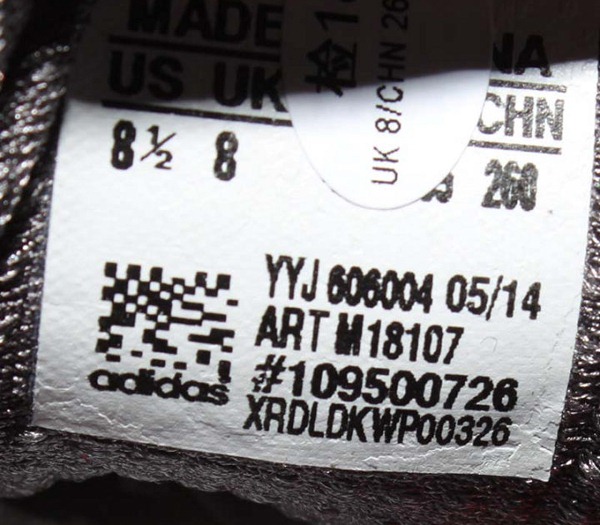 MADE
US UK
CHN
8½ 8
260
检
UK 8/CHN 26
YYJ 606004 05/14
ART M18107
#109500726
adidas
XRDLDKWP00326